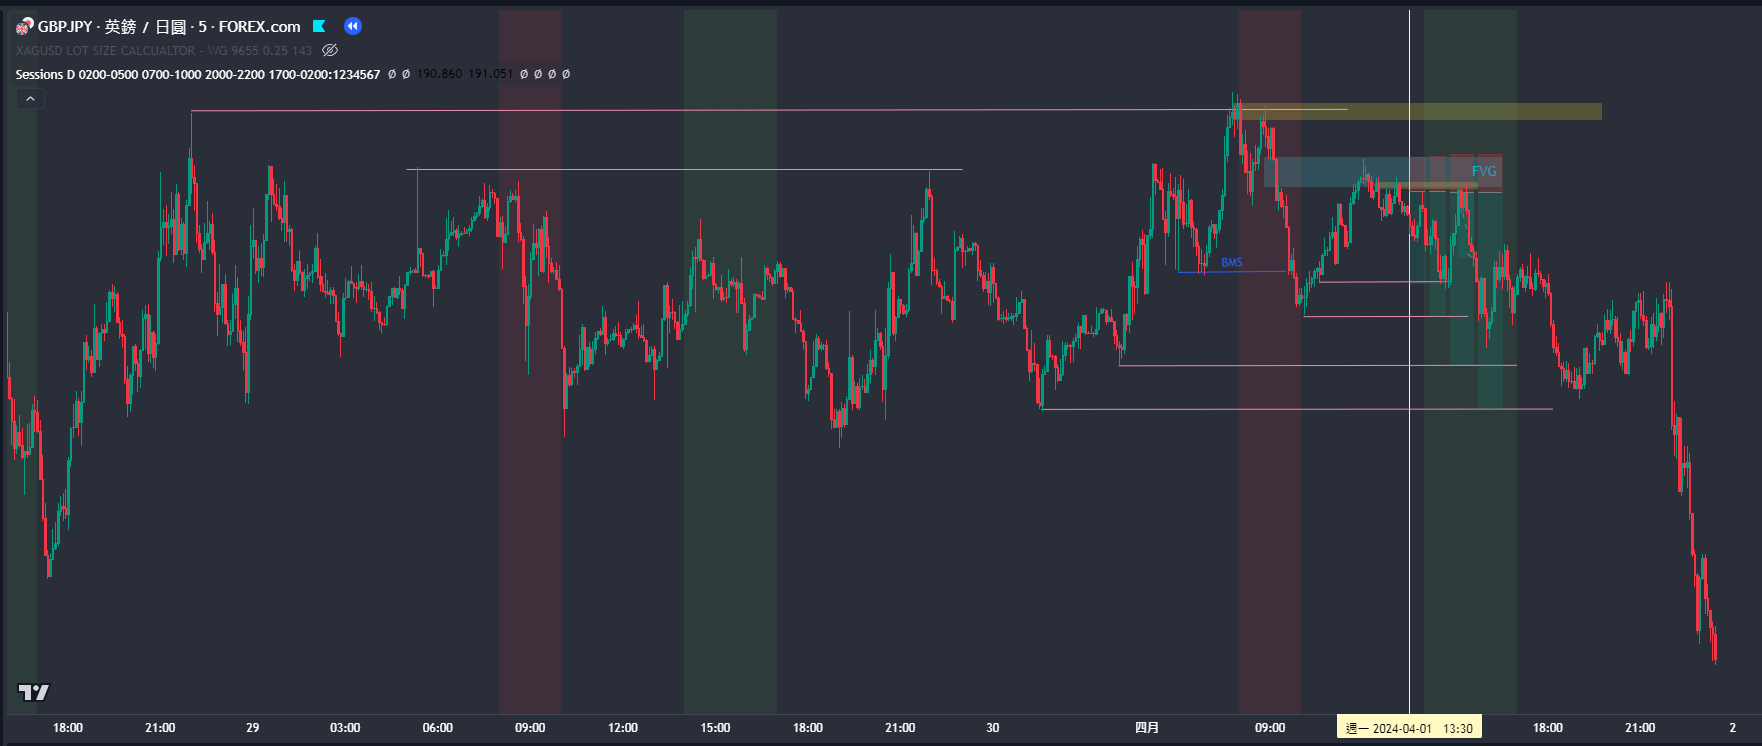 GBPJPY · 英鎊 / 日圓 · 5 · FOREX.com
XAGUSD LOT SIZE CALCUALTOR - WG 9655 0.25 143
Sessions D 0200-0500 0700-1000 2000-2200 1700-0200:1234567 Ø Ø 190.860 191.051 Ø Ø Ø Ø
FVG
BMS
18:00 21:00 29 03:00 06:00 09:00 12:00 15:00 18:00 21:00 30 四月 09:00 週一 2024-04-01 13:30 18:00 21:00 2